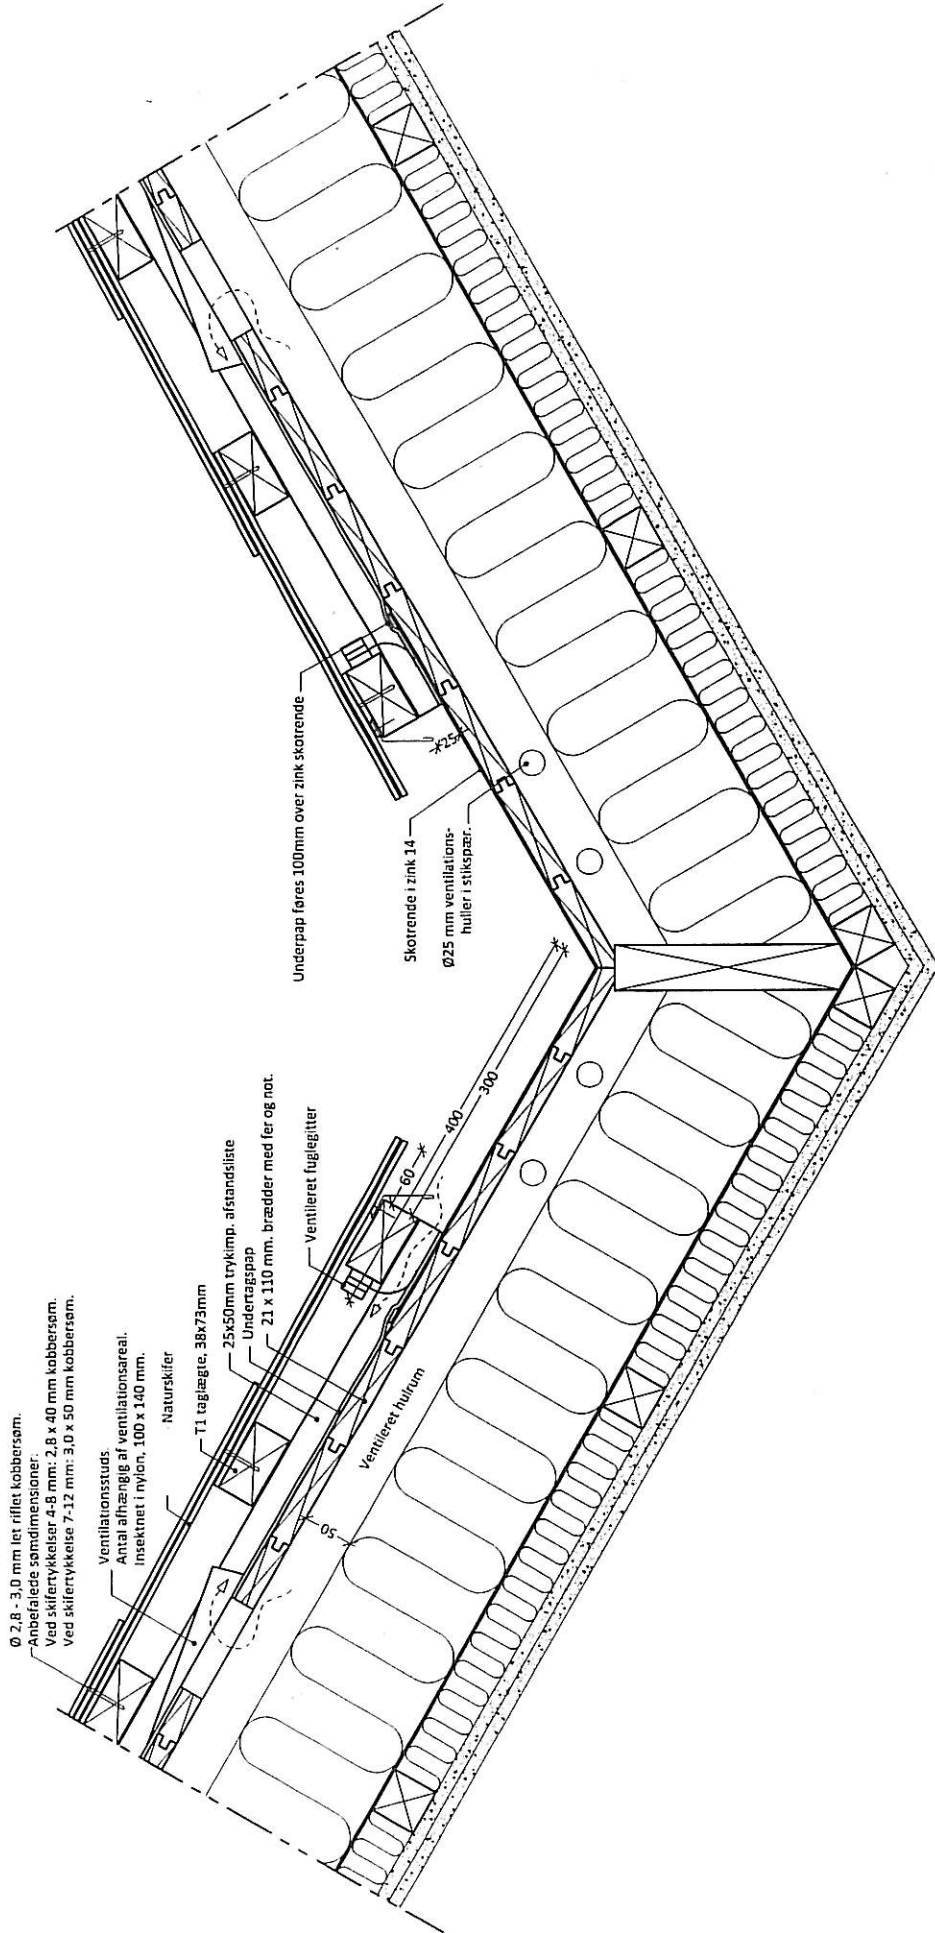 Ø 2,8 - 3,0 mm let riflet kobbersøm.
Anbefalede sømdimensioner:
Ved skifertykkelser 4-8 mm: 2,8 x 40 mm kobbersøm.
Ved skifertykkelse 7-12 mm: 3,0 x 50 mm kobbersøm.
Ventilationsstuds.
Antal afhængig af ventilationsareal.
Insektnet i nylon, 100 x 140 mm.
Naturskifer
T1 taglægte, 38x73mm
25x50mm trykimp. afstandsliste
Undertagspap
21 x 110 mm. brædder med fer og not.
Ventileret fuglegitter
60
400
300
50
Ventileret hulrum
Underpap føres 100mm over zink skotrende
25
Skotrende i zink 14
Ø25 mm ventilations-
huller i stikspær.